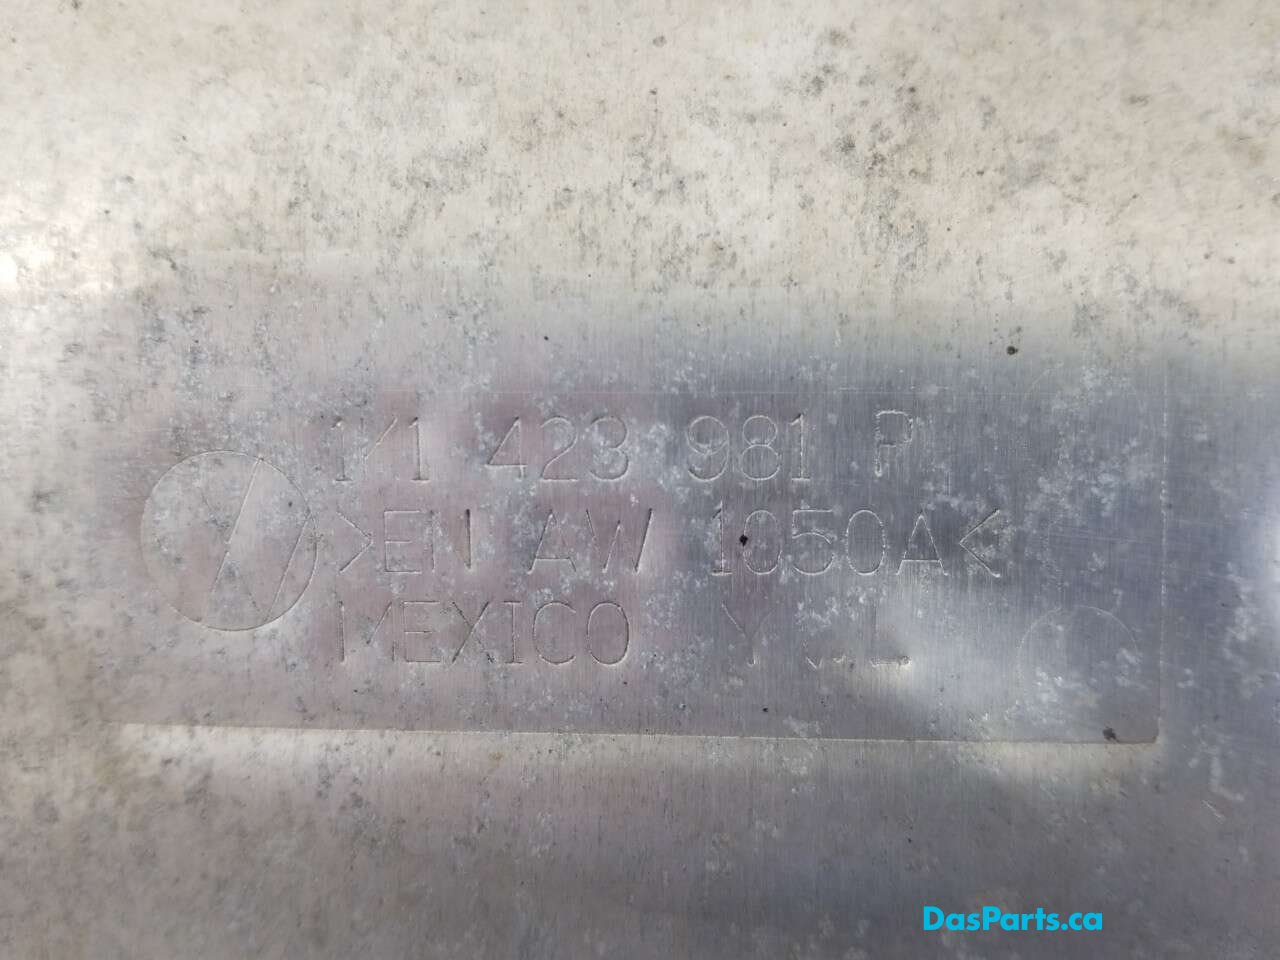 1K1 423 981 P
>EN AW 1050A<
MEXICO
DasParts.ca